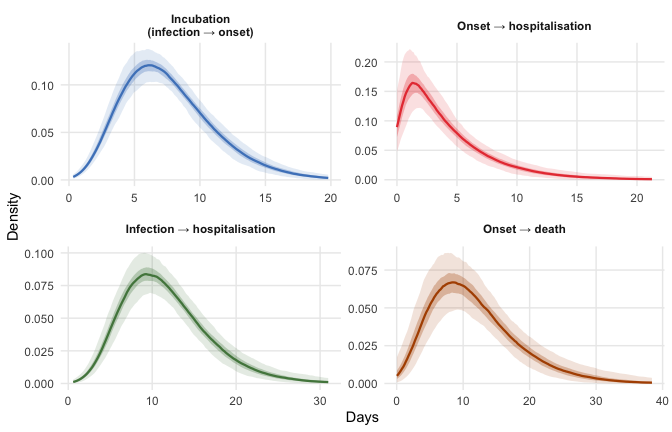 Incubation
(infection → onset)
Onset → hospitalisation
0.10
0.05
0.00
0 5 10 15 20
0.20
0.15
0.10
0.05
0.00
0 5 10 15 20
Density
Infection → hospitalisation
Onset → death
0.100
0.075
0.050
0.025
0.000
0 10 20 30
0.075
0.050
0.025
0.000
0 10 20 30 40
Days